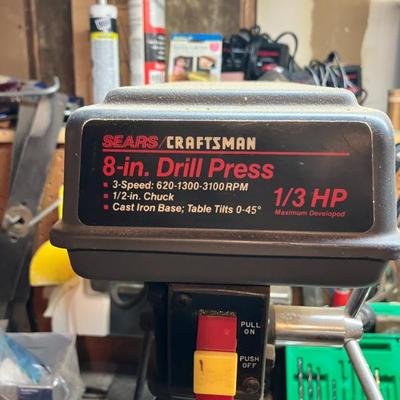 SEARS/CRAFTSMAN
8-in. Drill Press
3-Speed: 620-1300-3100 RPM
1/2-in. Chuck
Cast Iron Base; Table Tilts 0-45°
1/3 HP
Maximum Developed
PULL
ON
PUSH
OFF